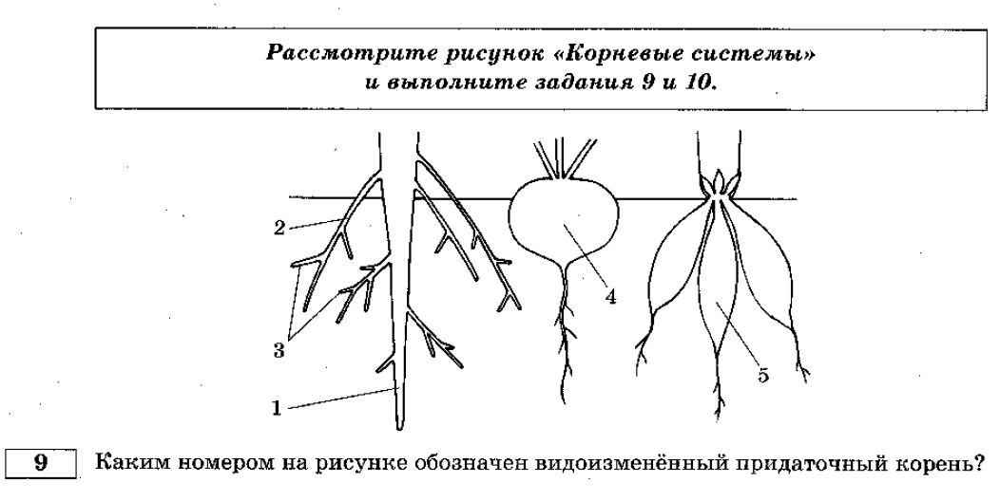 Рассмотрите рисунок «Корневые системы»
и выполните задания 9 и 10.
2
4
3
5
1
9 Каким номером на рисунке обозначен видоизменённый придаточный корень?